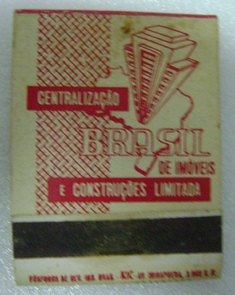 CENTRALIZAÇÃO
BRASIL
DE IMÓVEIS
E CONSTRUÇÕES LIMITADA